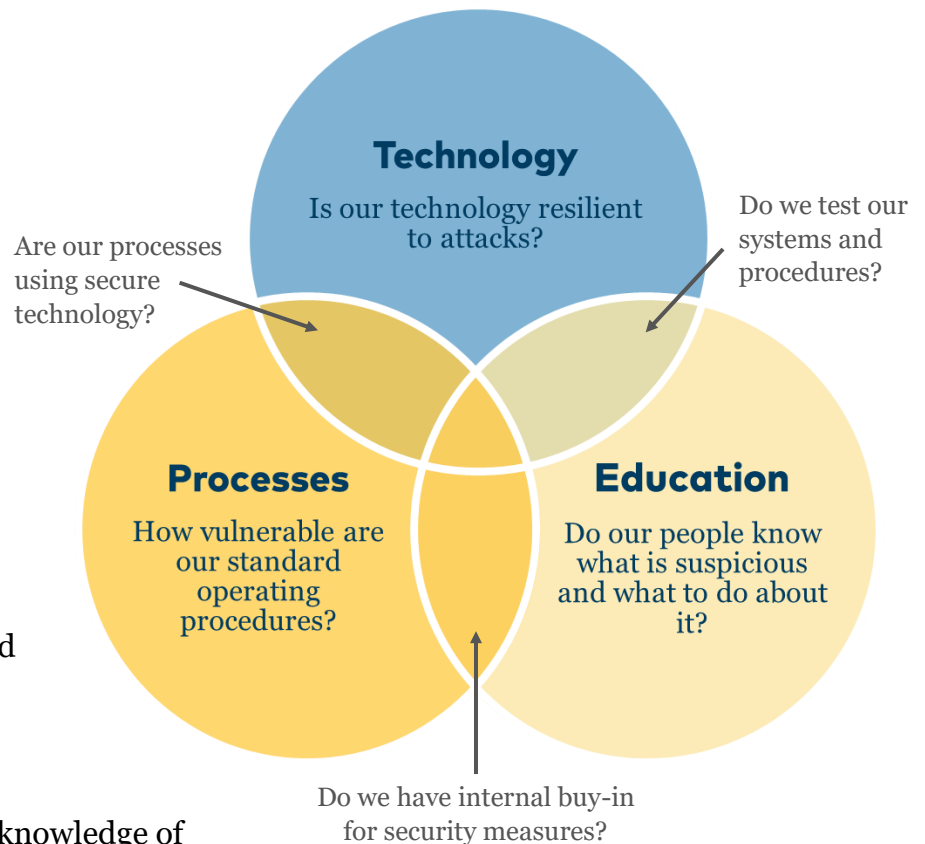 Technology
Is our technology resilient
to attacks?
Do we test our
systems and
procedures?
Are our processes
using secure
technology?
Processes
How vulnerable are
our standard
operating
procedures?
Education
Do our people know
what is suspicious
and what to do about
it?
d
Do we have internal buy-in
for security measures?
knowledge of